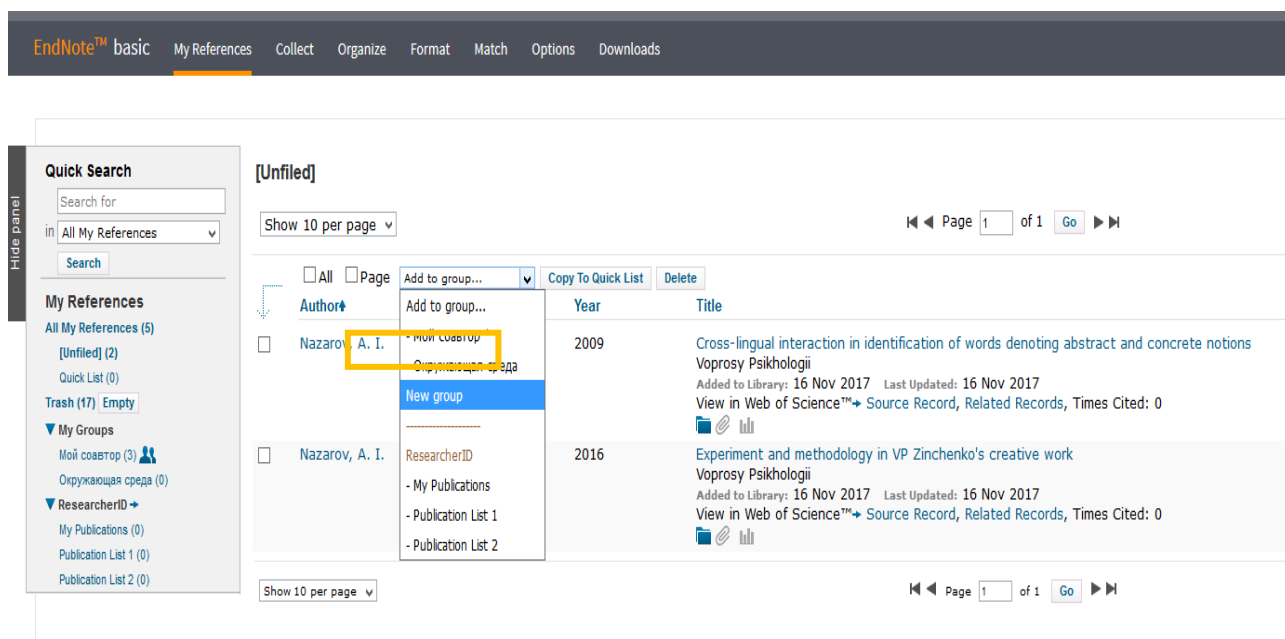 EndNote™ basic My References Collect Organize Format Match Options Downloads
Hide panel
Quick Search
Search for
in All My References
Search
My References
All My References (5)
[Unfiled] (2)
Quick List (0)
Trash (17) Empty
▼ My Groups
Мой соавтор (3)
Окружающая среда (0)
▼ ResearcherID
My Publications (0)
Publication List 1 (0)
Publication List 2 (0)
[Unfiled]
Show 10 per page
Page 1 of 1 Go
All Page Add to group... Copy To Quick List Delete
Author Year Title
Add to group...
- Мой соавтор
- Окружающая среда
New group
--------------------
ResearcherID
- My Publications
- Publication List 1
- Publication List 2
Nazarov, A. I. 2009 Cross-lingual interaction in identification of words denoting abstract and concrete notions
Voprosy Psikhologii
Added to Library: 16 Nov 2017 Last Updated: 16 Nov 2017
View in Web of Science™ Source Record, Related Records, Times Cited: 0
Nazarov, A. I. 2016 Experiment and methodology in VP Zinchenko's creative work
Voprosy Psikhologii
Added to Library: 16 Nov 2017 Last Updated: 16 Nov 2017
View in Web of Science™ Source Record, Related Records, Times Cited: 0
Show 10 per page
Page 1 of 1 Go